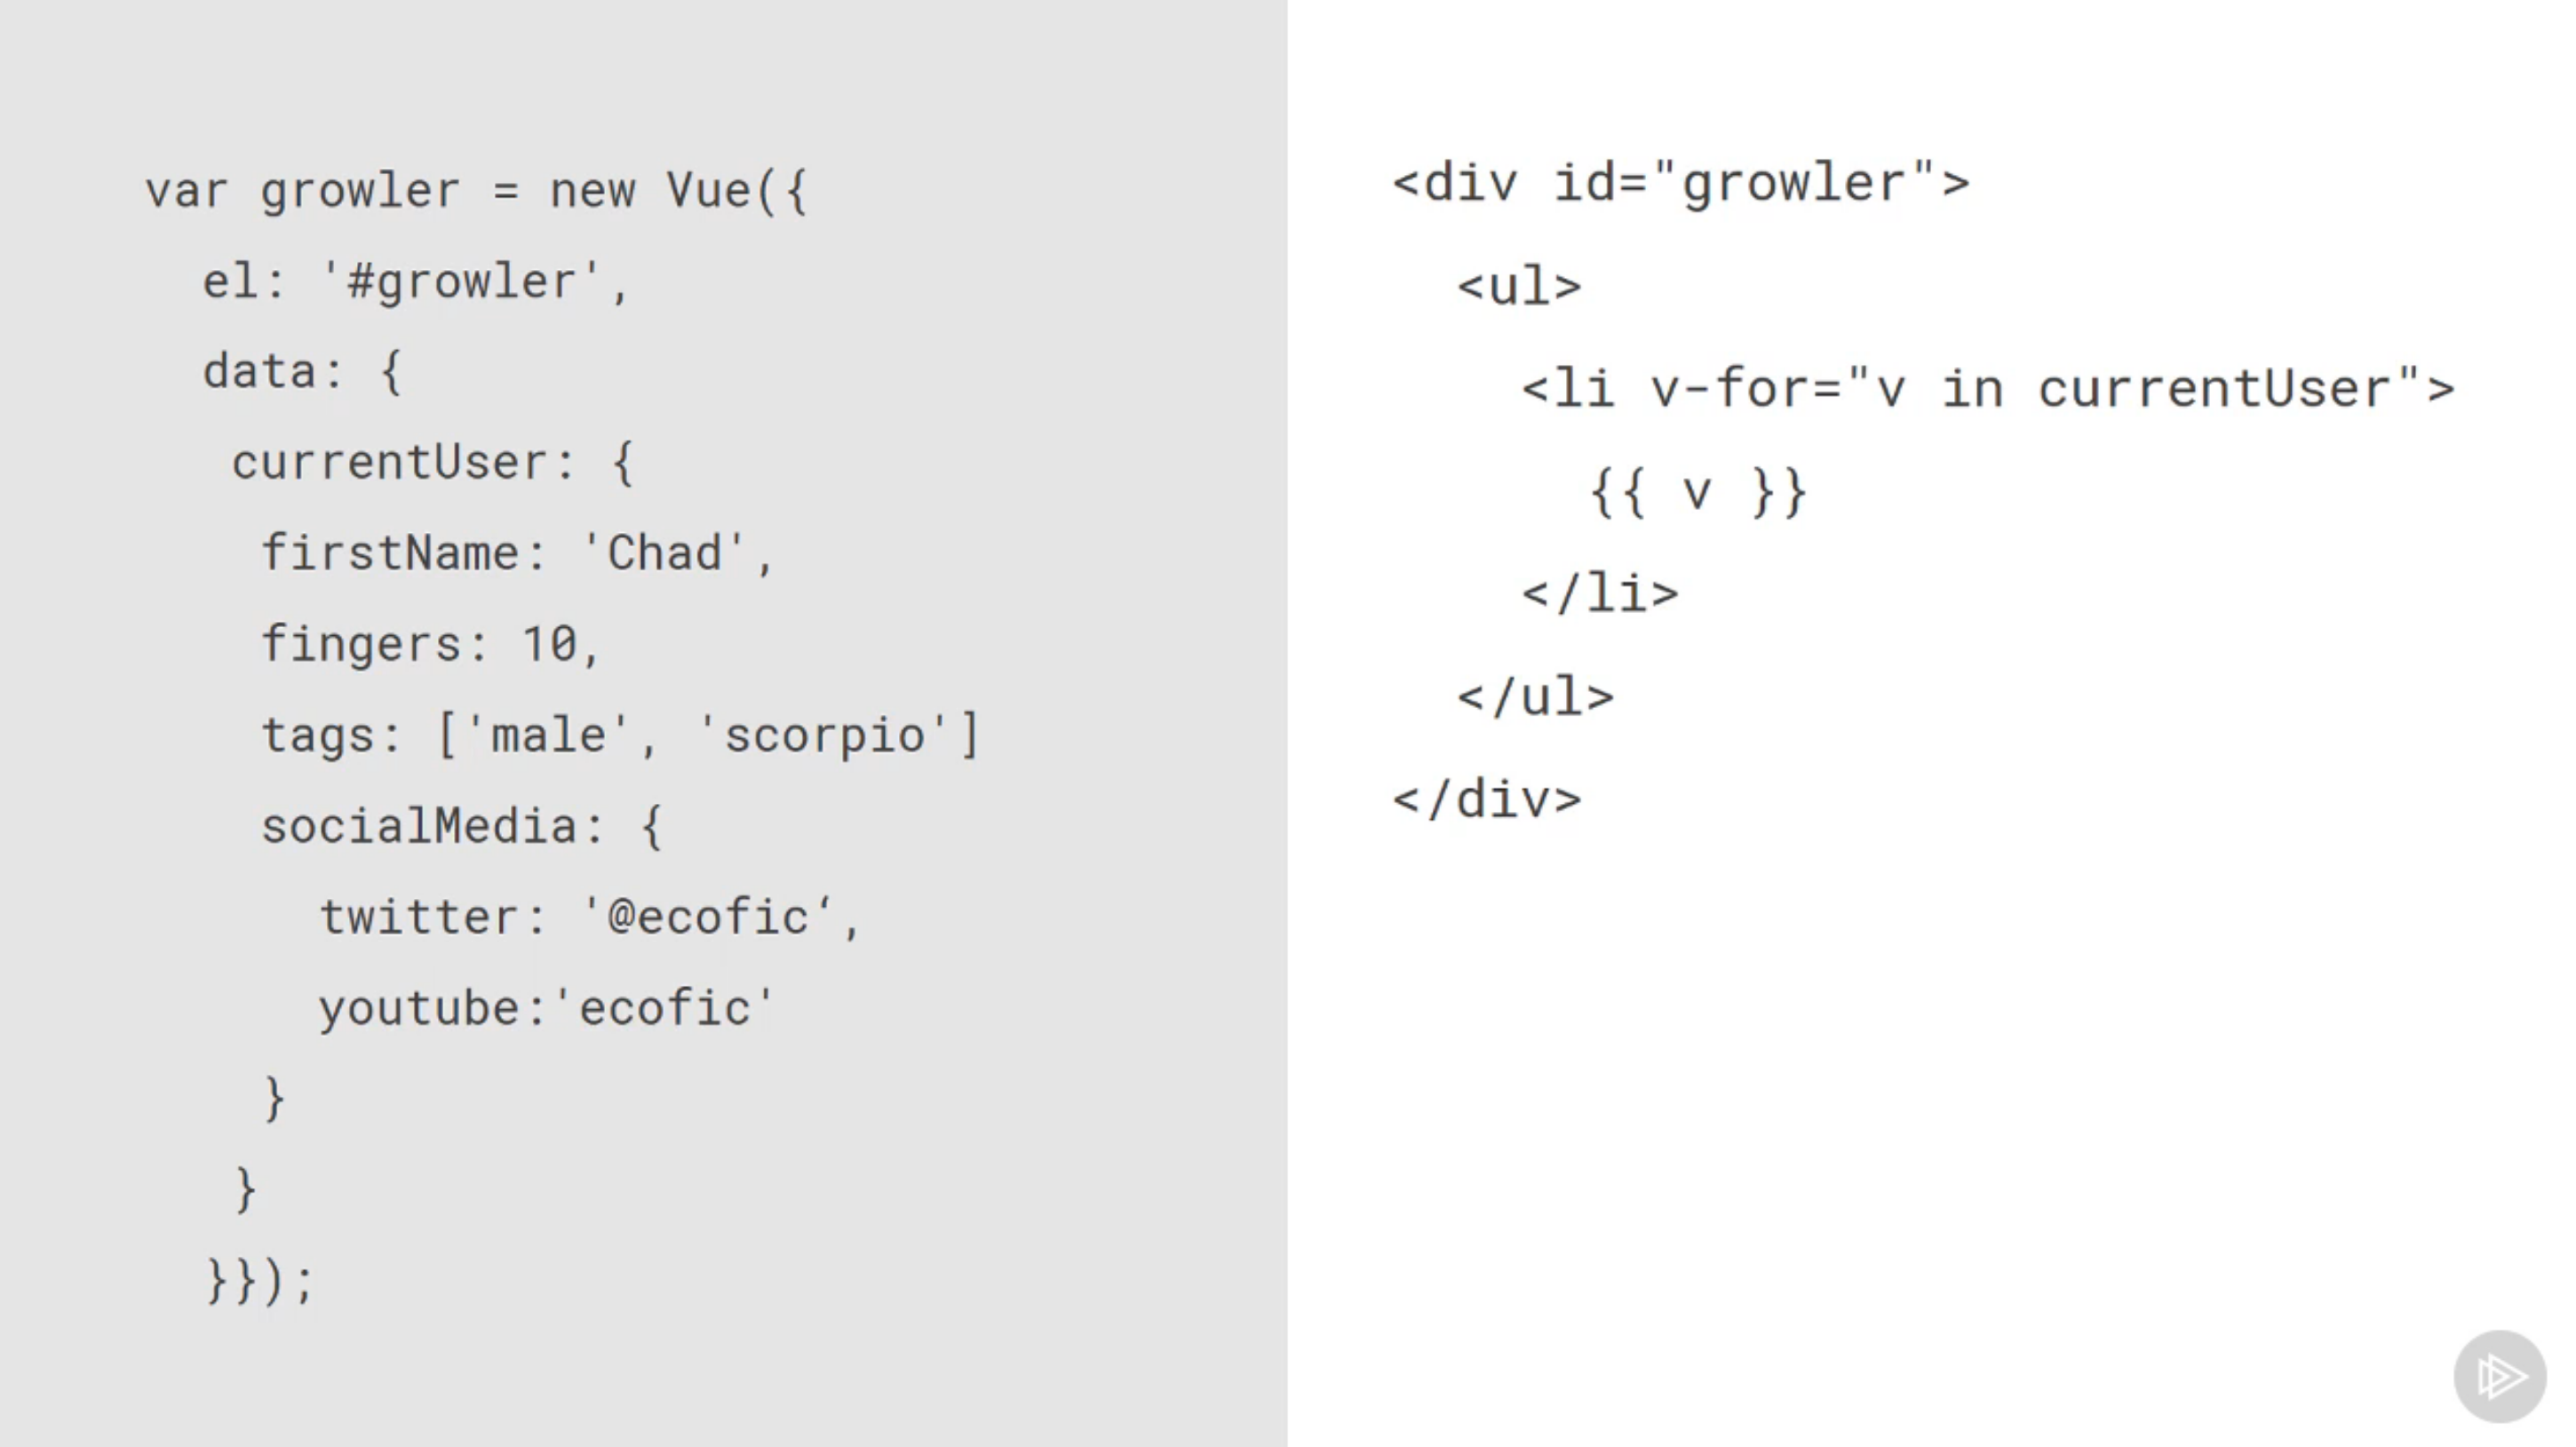 var growler = new Vue({
el: '#growler',
data: {
currentUser: {
firstName: 'Chad',
fingers: 10,
tags: ['male', 'scorpio']
socialMedia: {
twitter: '@ecofic‘,
youtube:'ecofic'
}
}
}});
<div id="growler">
<ul>
<li v-for="v in currentUser">
{{ v }}
</li>
</ul>
</div>